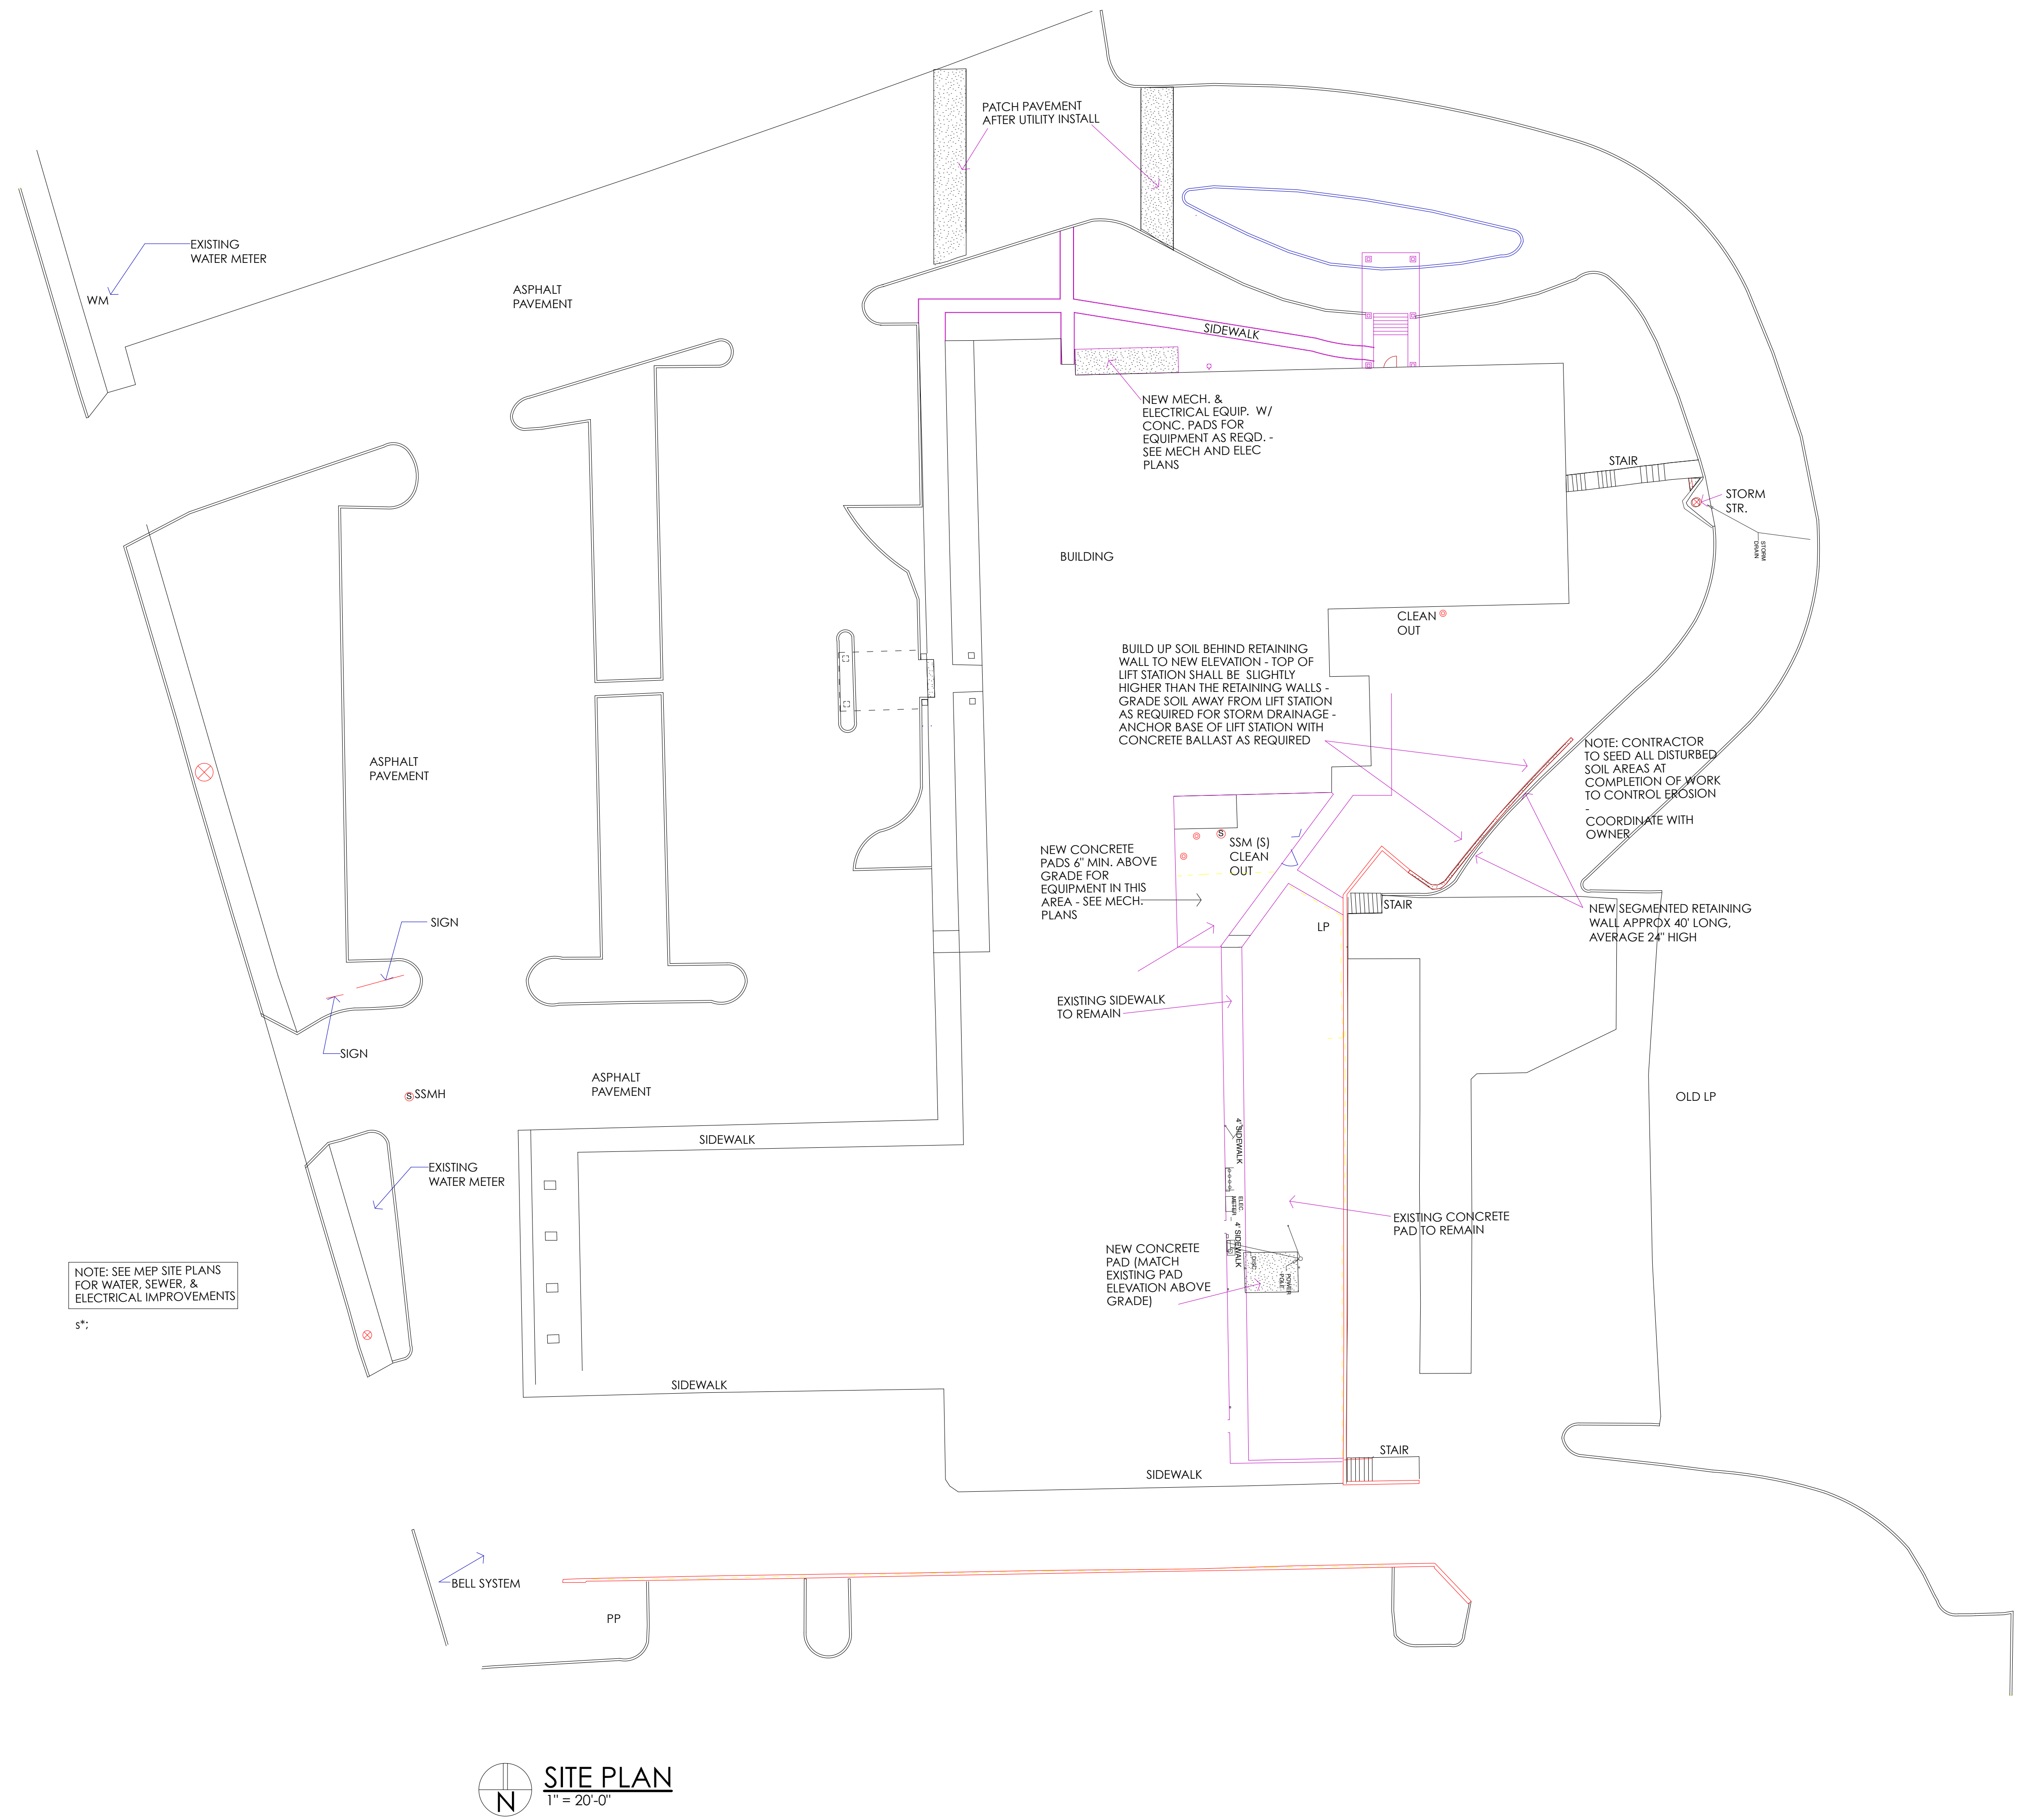 PATCH PAVEMENT
AFTER UTILITY INSTALL
EXISTING
WATER METER
WM
ASPHALT
PAVEMENT
SIDEWALK
NEW MECH. &
ELECTRICAL EQUIP. W/
CONC. PADS FOR
EQUIPMENT AS REQD. -
SEE MECH AND ELEC
PLANS
STAIR
STORM
STR.
STORM
DRAIN
BUILDING
CLEAN
OUT
BUILD UP SOIL BEHIND RETAINING
WALL TO NEW ELEVATION - TOP OF
LIFT STATION SHALL BE SLIGHTLY
HIGHER THAN THE RETAINING WALLS -
GRADE SOIL AWAY FROM LIFT STATION
AS REQUIRED FOR STORM DRAINAGE -
ANCHOR BASE OF LIFT STATION WITH
CONCRETE BALLAST AS REQUIRED
NOTE: CONTRACTOR
TO SEED ALL DISTURBED
SOIL AREAS AT
COMPLETION OF WORK
TO CONTROL EROSION
-
COORDINATE WITH
OWNER
ASPHALT
PAVEMENT
S
SSM (S)
CLEAN
OUT
NEW CONCRETE
PADS 6" MIN. ABOVE
GRADE FOR
EQUIPMENT IN THIS
AREA - SEE MECH.
PLANS
STAIR
LP
NEW SEGMENTED RETAINING
WALL APPROX 40' LONG,
AVERAGE 24" HIGH
SIGN
EXISTING SIDEWALK
TO REMAIN
SIGN
S SSMH
ASPHALT
PAVEMENT
OLD LP
SIDEWALK
4' SIDEWALK
EXISTING
WATER METER
ELEC
METER
4' SIDEWALK
EXISTING CONCRETE
PAD TO REMAIN
NEW CONCRETE
PAD (MATCH
EXISTING PAD
ELEVATION ABOVE
GRADE)
DISC
POWER
POLE
NOTE: SEE MEP SITE PLANS
FOR WATER, SEWER, &
ELECTRICAL IMPROVEMENTS
s*;
SIDEWALK
STAIR
SIDEWALK
BELL SYSTEM
PP
N
SITE PLAN
1" = 20'-0"